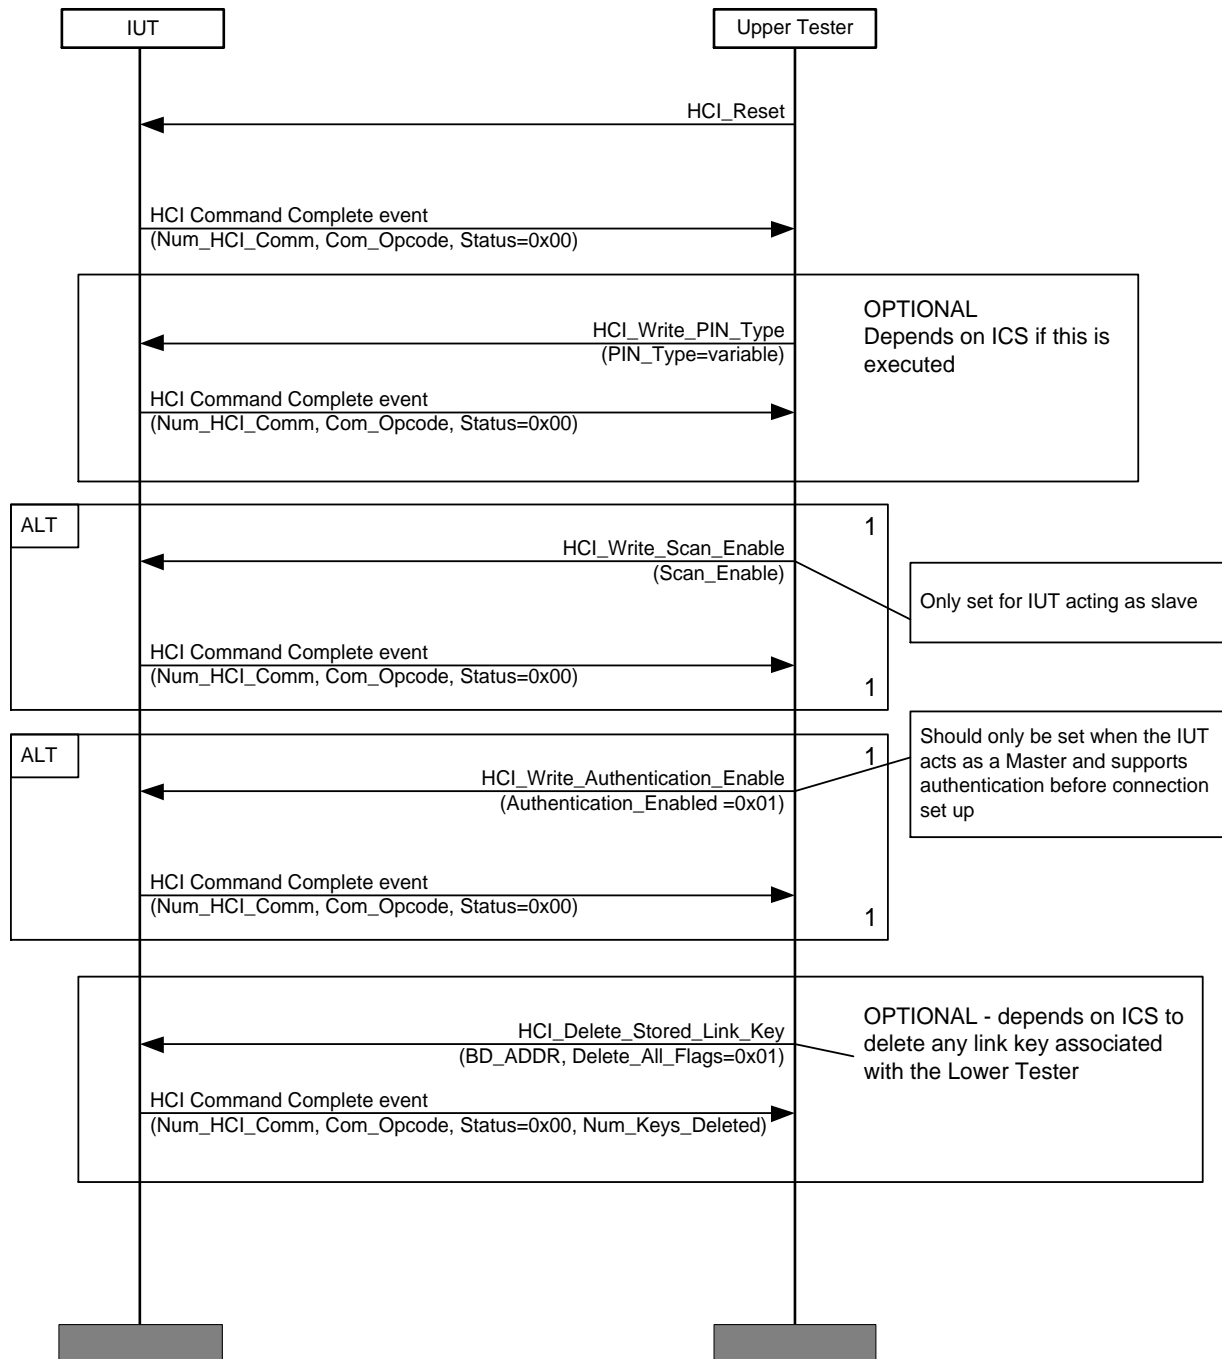 IUT
Upper Tester
HCI_Reset
HCI Command Complete event
(Num_HCI_Comm, Com_Opcode, Status=0x00)
OPTIONAL
Depends on ICS if this is
executed
HCI_Write_PIN_Type
(PIN_Type=variable)
HCI Command Complete event
(Num_HCI_Comm, Com_Opcode, Status=0x00)
ALT
1
HCI_Write_Scan_Enable
(Scan_Enable)
Only set for IUT acting as slave
HCI Command Complete event
(Num_HCI_Comm, Com_Opcode, Status=0x00)
1
ALT
1
Should only be set when the IUT
acts as a Master and supports
authentication before connection
set up
HCI_Write_Authentication_Enable
(Authentication_Enabled =0x01)
HCI Command Complete event
(Num_HCI_Comm, Com_Opcode, Status=0x00)
1
OPTIONAL - depends on ICS to
delete any link key associated
with the Lower Tester
HCI_Delete_Stored_Link_Key
(BD_ADDR, Delete_All_Flags=0x01)
HCI Command Complete event
(Num_HCI_Comm, Com_Opcode, Status=0x00, Num_Keys_Deleted)